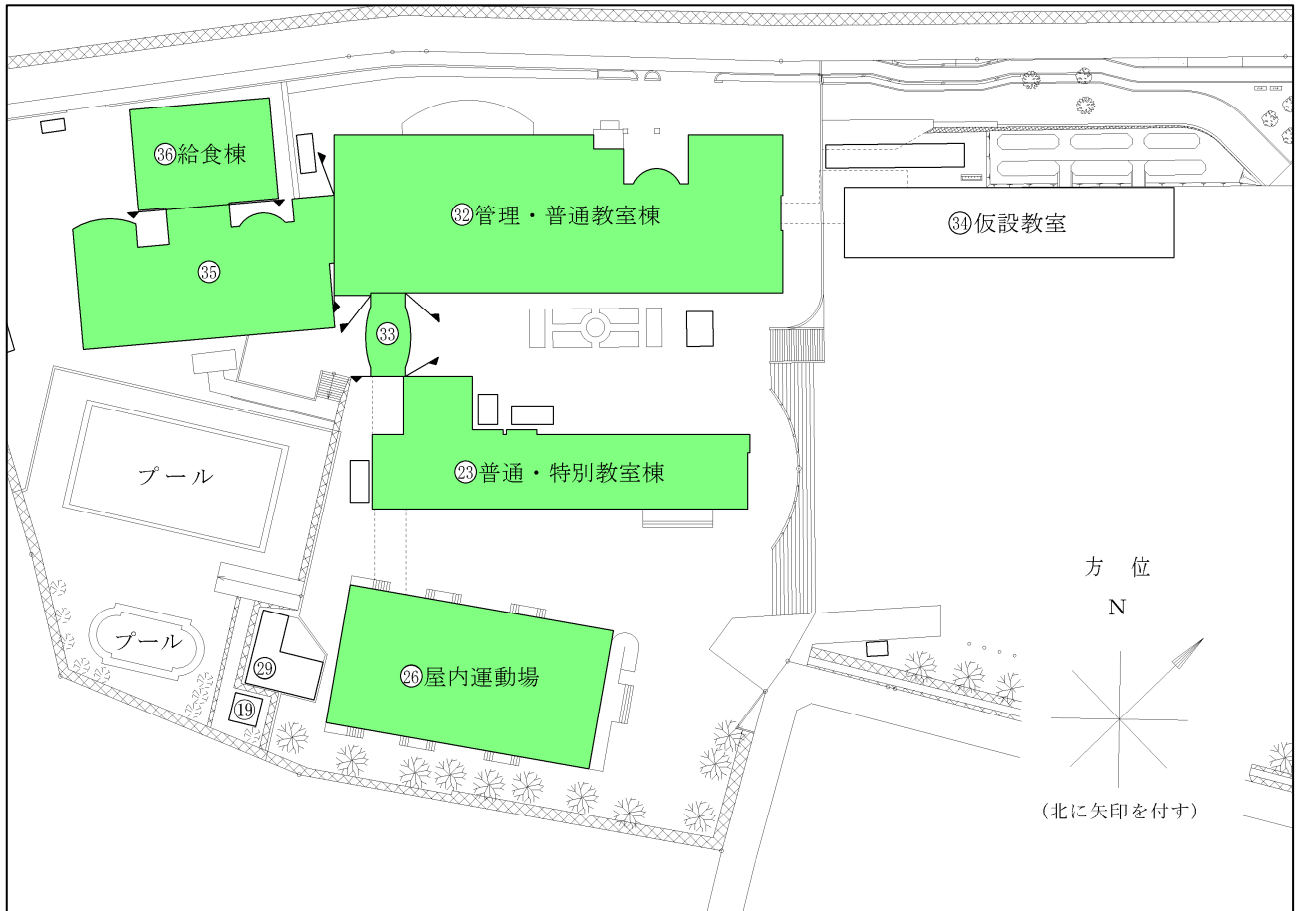 ㊱給食棟
㉜管理・普通教室棟
㉞仮設教室
㉟
㉝
㉓普通・特別教室棟
プール
プール
㉙
⑲
㉖屋内運動場
方　位
N
(北に矢印を付す)